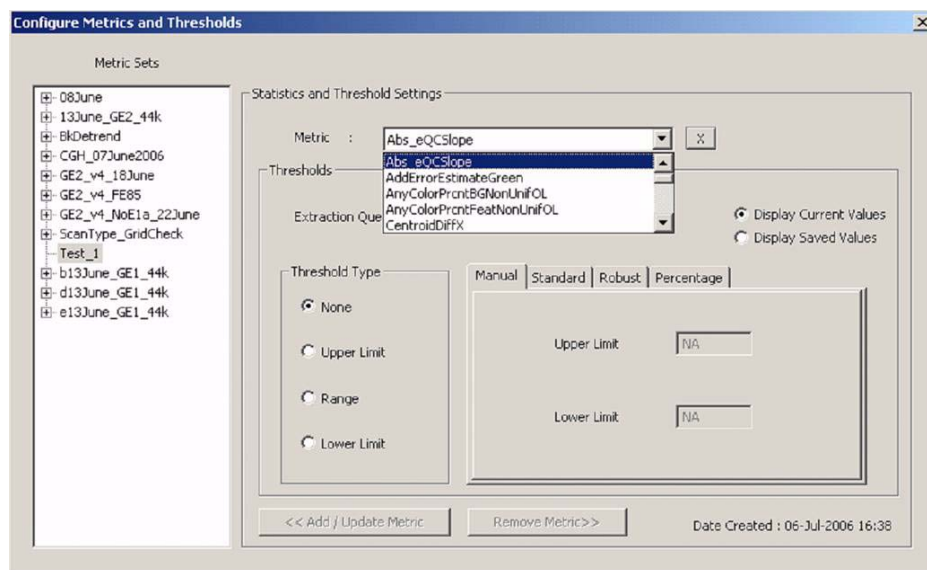 Configure Metrics and Thresholds
Metric Sets
08June
13June_GE2_44k
BkDetrend
CGH_07June2006
GE2_v4_18June
GE2_v4_FE85
GE2_v4_NoE1a_22June
ScanType_GridCheck
Test_1
b13June_GE1_44k
d13June_GE1_44k
e13June_GE1_44k
Statistics and Threshold Settings
Metric :
Abs_eQCSlope
X
Abs_eQCSlope
AddErrorEstimateGreen
AnyColorPrcntBGNonUnifOL
AnyColorPrcntFeatNonUnifOL
CentroidDiffX
Thresholds
Extraction Que
Display Current Values
Display Saved Values
Threshold Type
None
Upper Limit
Range
Lower Limit
Manual Standard Robust Percentage
Upper Limit NA
Lower Limit NA
<< Add / Update Metric
Remove Metric>>
Date Created : 06-Jul-2006 16:38